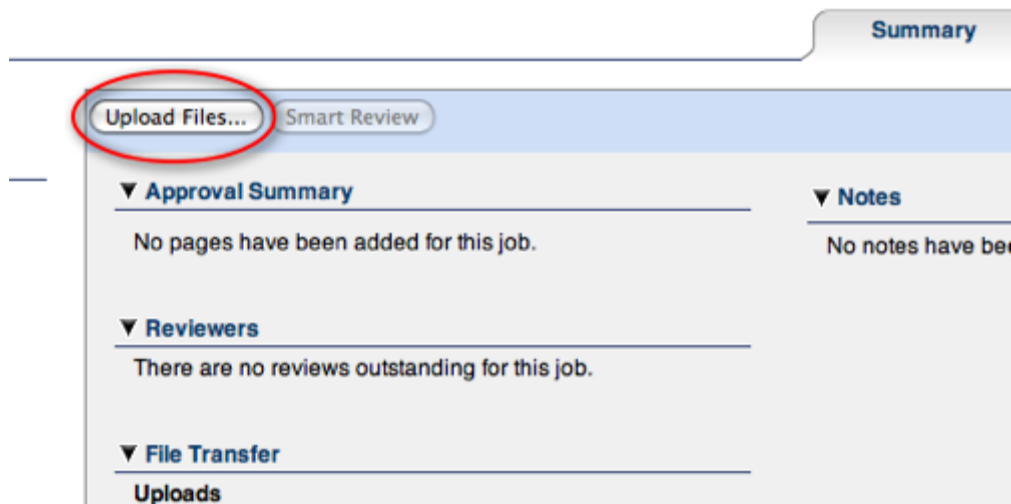 Summary
Upload Files... Smart Review
Approval Summary
No pages have been added for this job.
Reviewers
There are no reviews outstanding for this job.
File Transfer
Uploads
Notes
No notes have